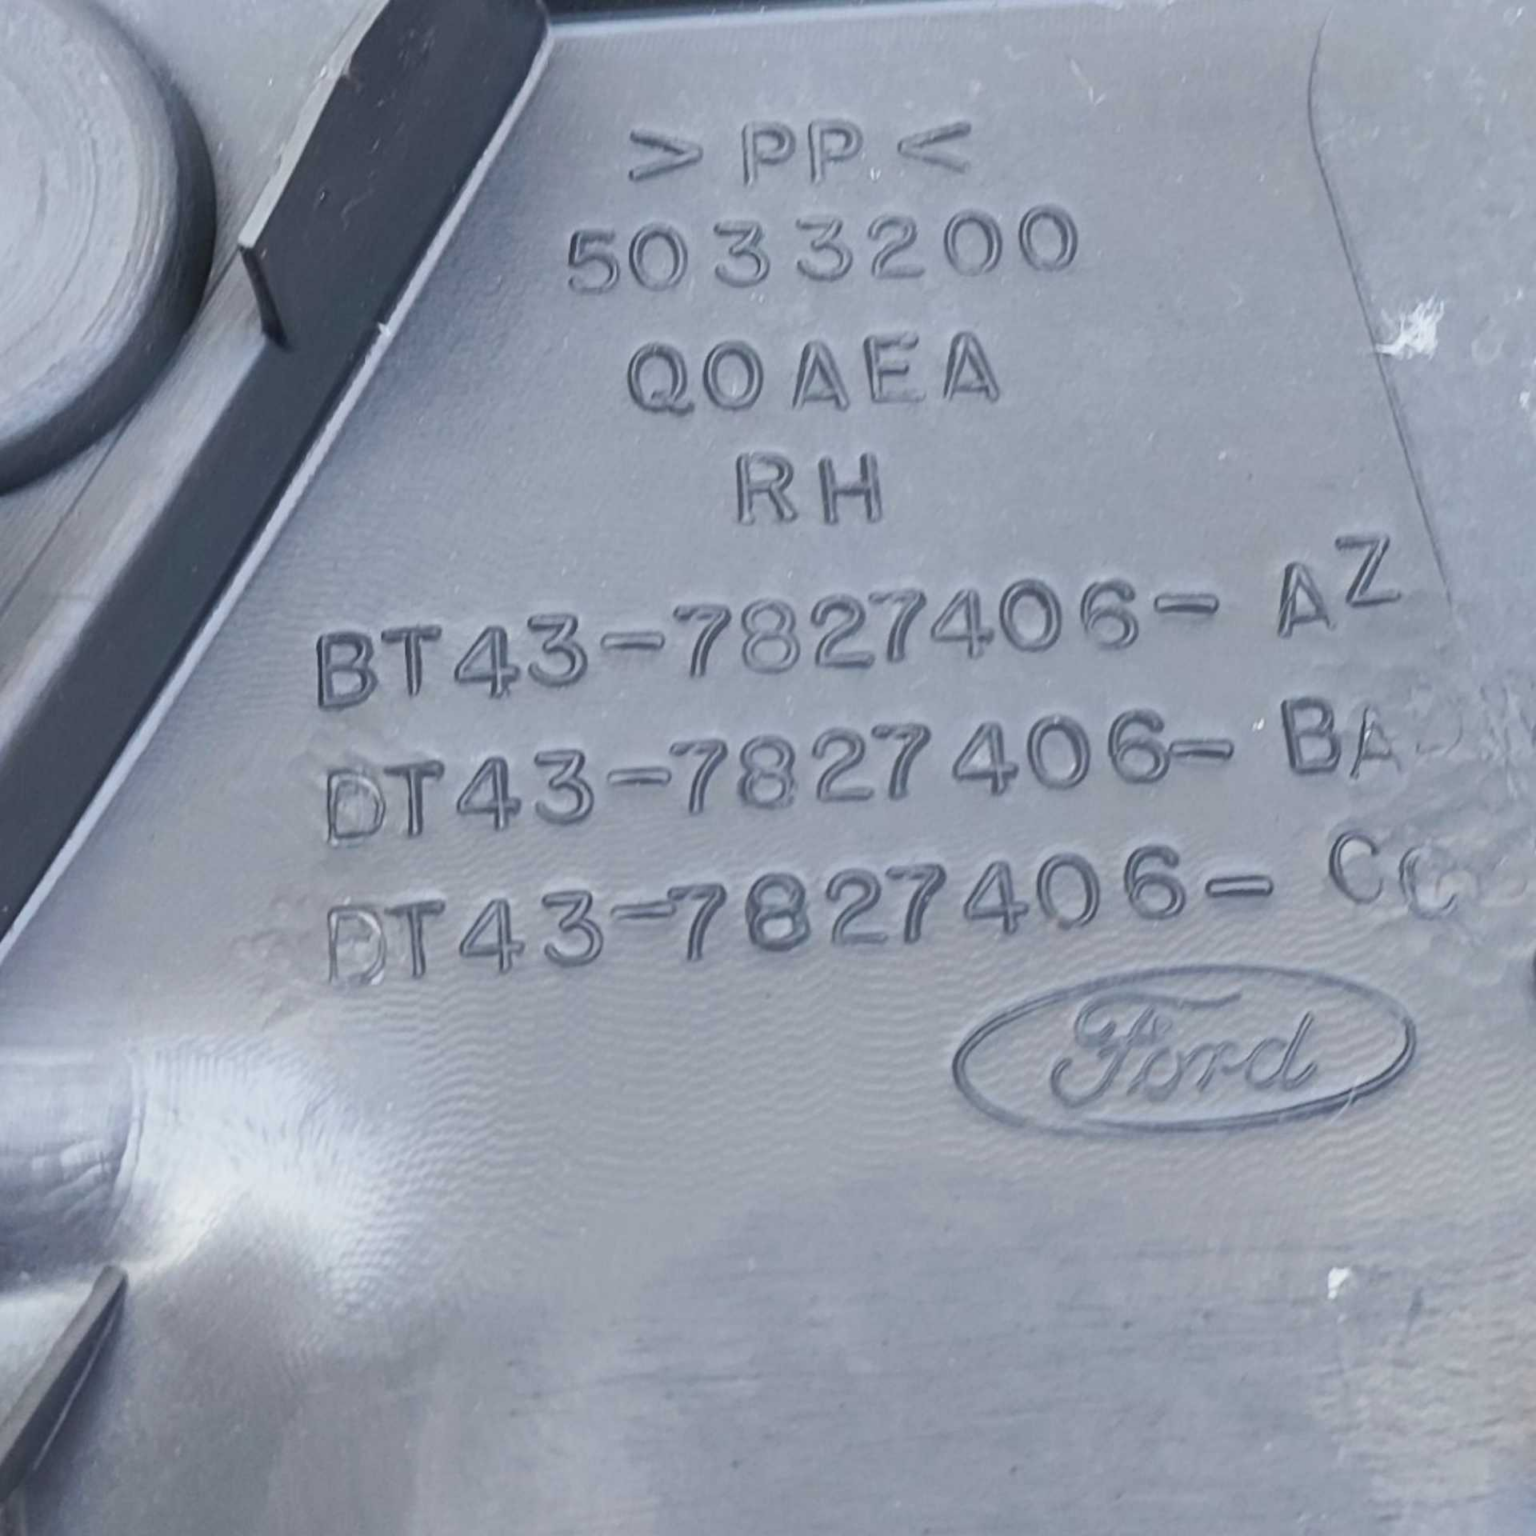 >PP<
5033200
Q0AEA
RH
BT43-7827406-AZ
DT43-7827406-BA
DT43-7827406-CC
Ford